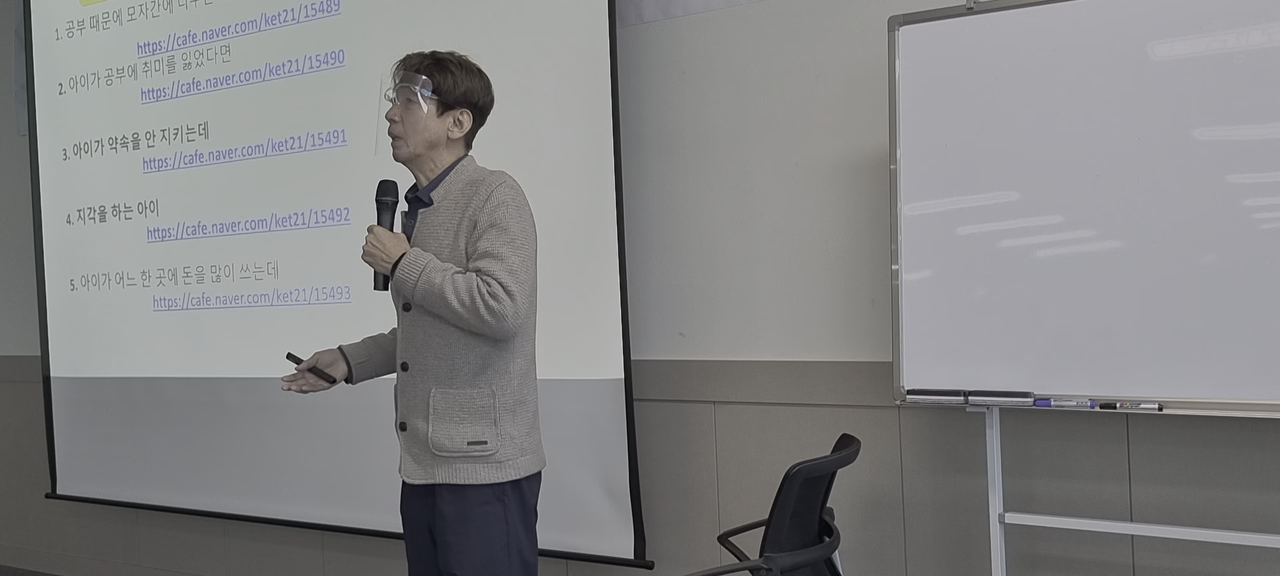 1. 공부 때문에 모자간에
https://cafe.naver.com/ket21/15489
2. 아이가 공부에 취미를 잃었다면
https://cafe.naver.com/ket21/15490
3. 아이가 약속을 안 지키는데
https://cafe.naver.com/ket21/15491
4. 지각을 하는 아이
https://cafe.naver.com/ket21/15492
5. 아이가 어느 한 곳에 돈을 많이 쓰는데
https://cafe.naver.com/ket21/15493